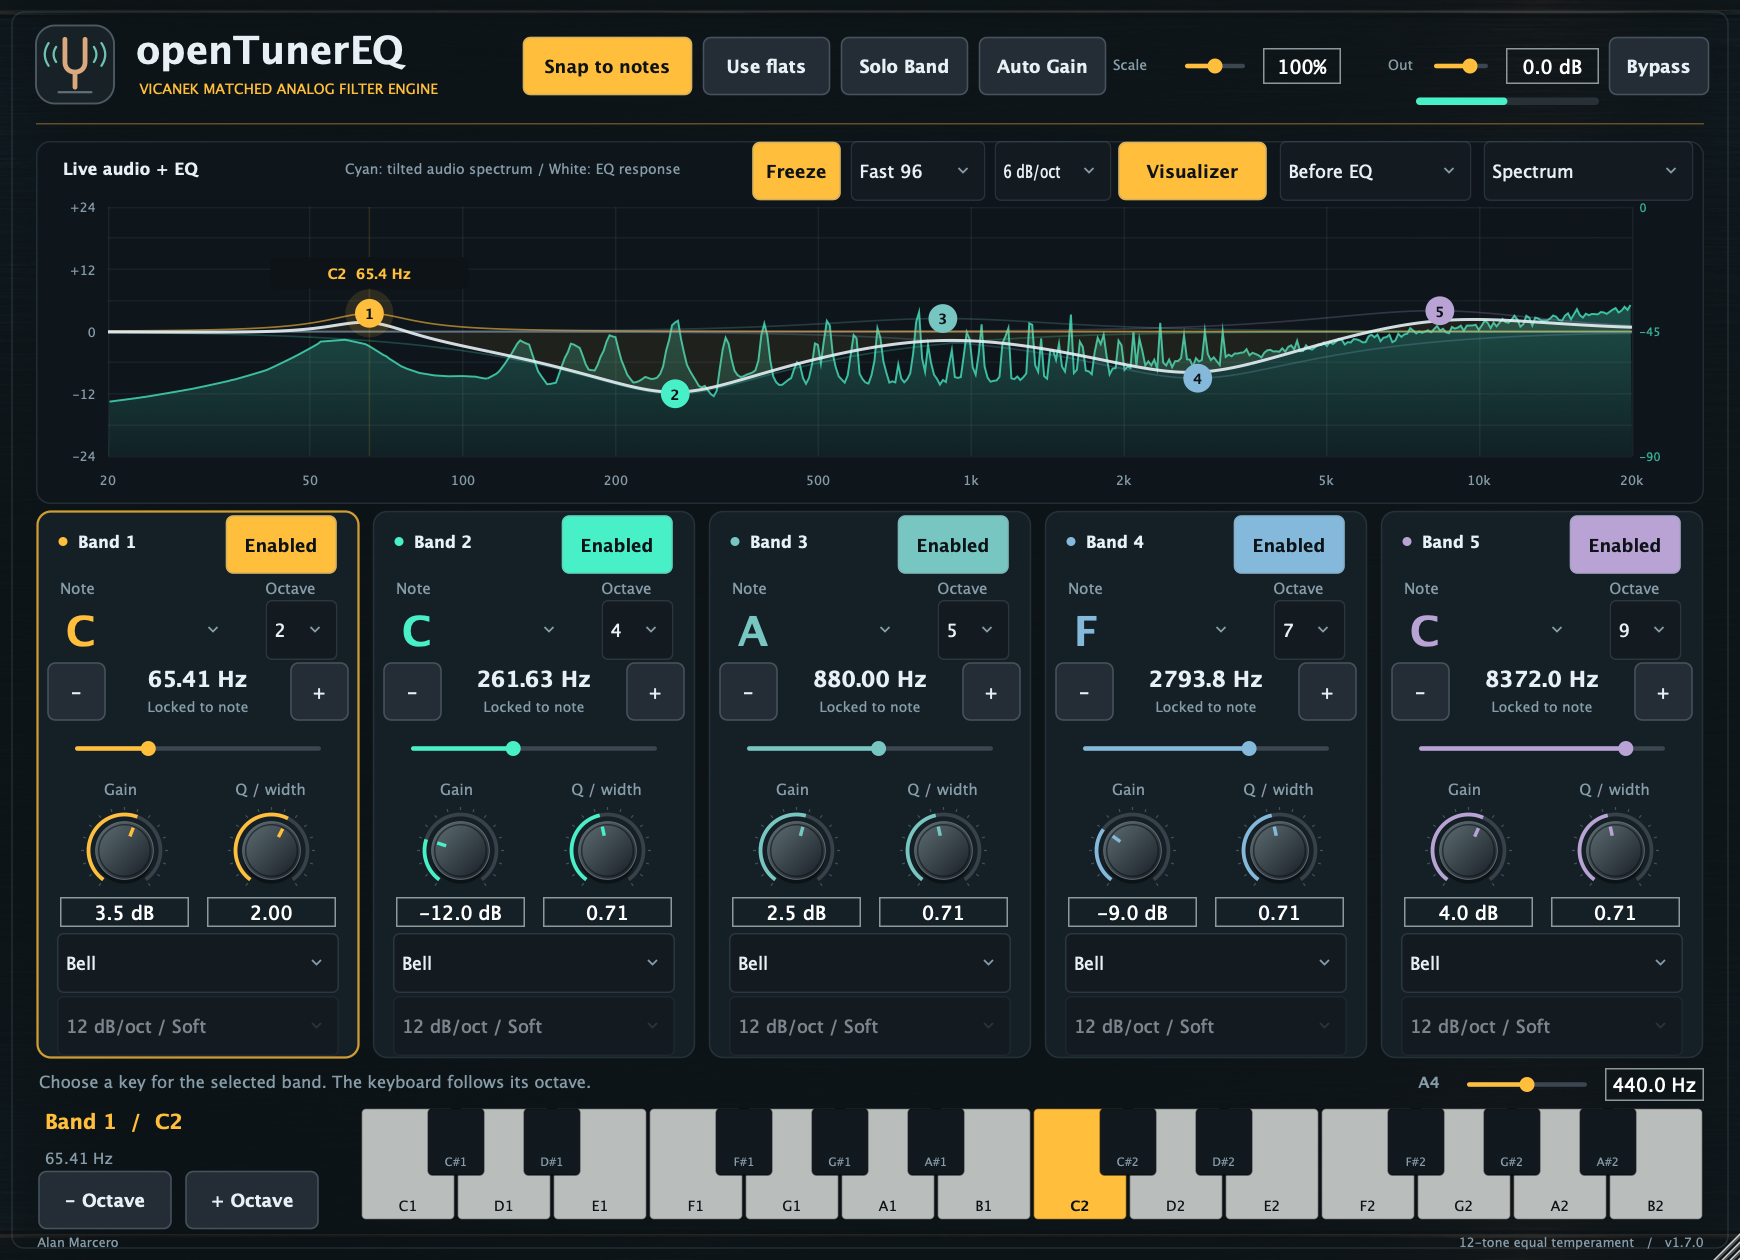 openTunerEQ
VICANEK MATCHED ANALOG FILTER ENGINE
Snap to notes Use flats Solo Band Auto Gain Scale 100% Out 0.0 dB Bypass
Live audio + EQ Cyan: tilted audio spectrum / White: EQ response Freeze Fast 96 6 dB/oct Visualizer Before EQ Spectrum
+24 0
+12
C2 65.4 Hz
1 3 5
0 -45
4
-12 2
-24 -90
20 50 100 200 500 1k 2k 5k 10k 20k
Band 1 Enabled Band 2 Enabled Band 3 Enabled Band 4 Enabled Band 5 Enabled
Note Octave Note Octave Note Octave Note Octave Note Octave
C 2 C 4 A 5 F 7 C 9
- 65.41 Hz + - 261.63 Hz + - 880.00 Hz + - 2793.8 Hz + - 8372.0 Hz +
Locked to note Locked to note Locked to note Locked to note Locked to note
Gain Q / width Gain Q / width Gain Q / width Gain Q / width Gain Q / width
3.5 dB 2.00 -12.0 dB 0.71 2.5 dB 0.71 -9.0 dB 0.71 4.0 dB 0.71
Bell Bell Bell Bell Bell
12 dB/oct / Soft 12 dB/oct / Soft 12 dB/oct / Soft 12 dB/oct / Soft 12 dB/oct / Soft
Choose a key for the selected band. The keyboard follows its octave. A4 440.0 Hz
Band 1 / C2
65.41 Hz
C#1 D#1 F#1 G#1 A#1 C#2 D#2 F#2 G#2 A#2
- Octave + Octave C1 D1 E1 F1 G1 A1 B1 C2 D2 E2 F2 G2 A2 B2
Alan Marcero 12-tone equal temperament / v1.7.0